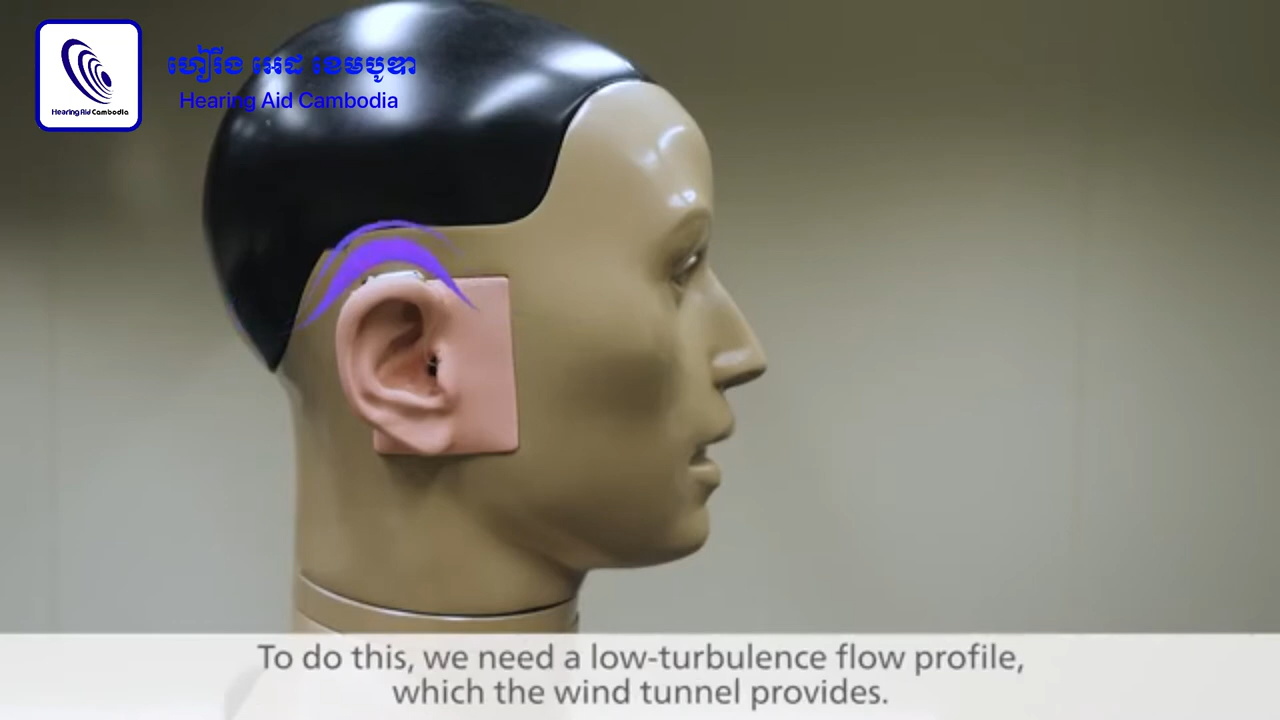 ហៀរីង អេដ ខេមបូឌា
Hearing Aid Cambodia
Hearing Aid Cambodia
To do this, we need a low-turbulence flow profile,
which the wind tunnel provides.